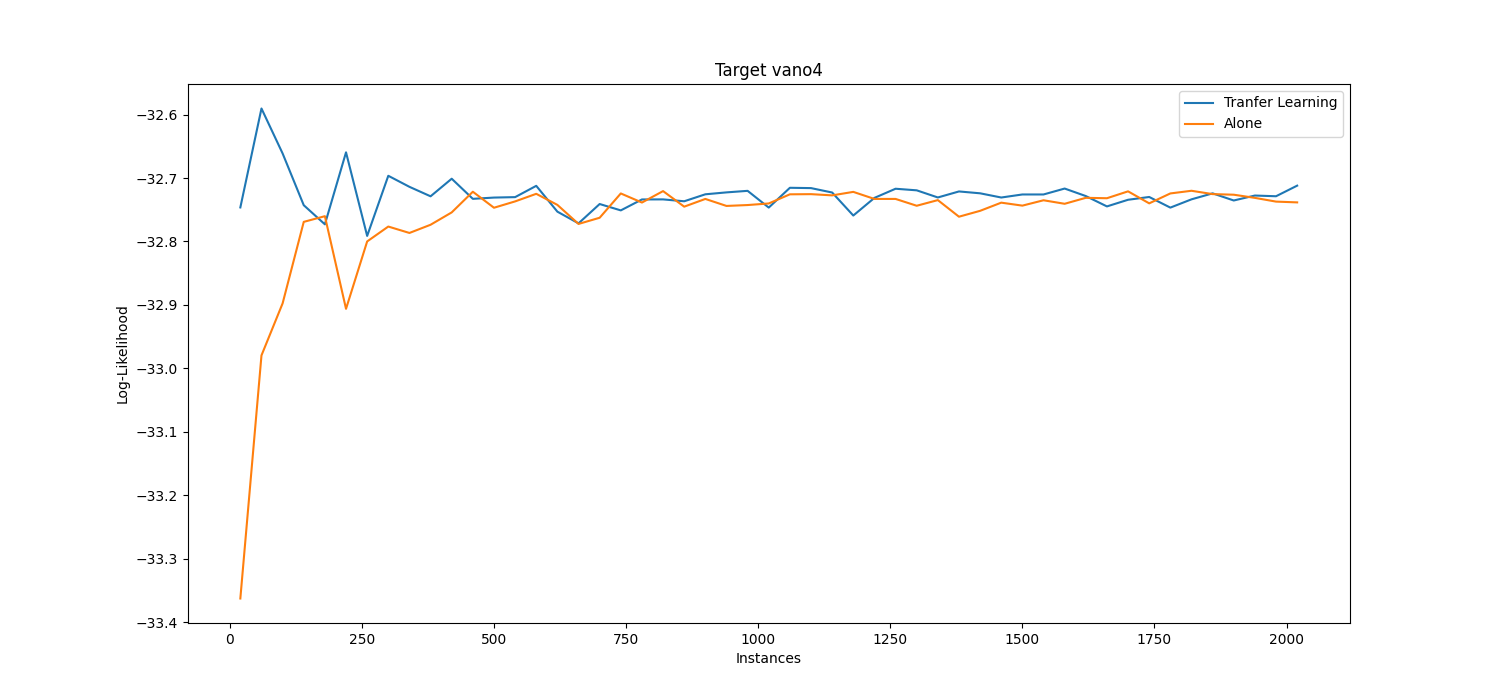 Target vano4
Tranfer Learning
Alone
−32.6
−32.7
−32.8
−32.9
−33.0
−33.1
−33.2
−33.3
−33.4
Log-Likelihood
0 250 500 750 1000 1250 1500 1750 2000
Instances